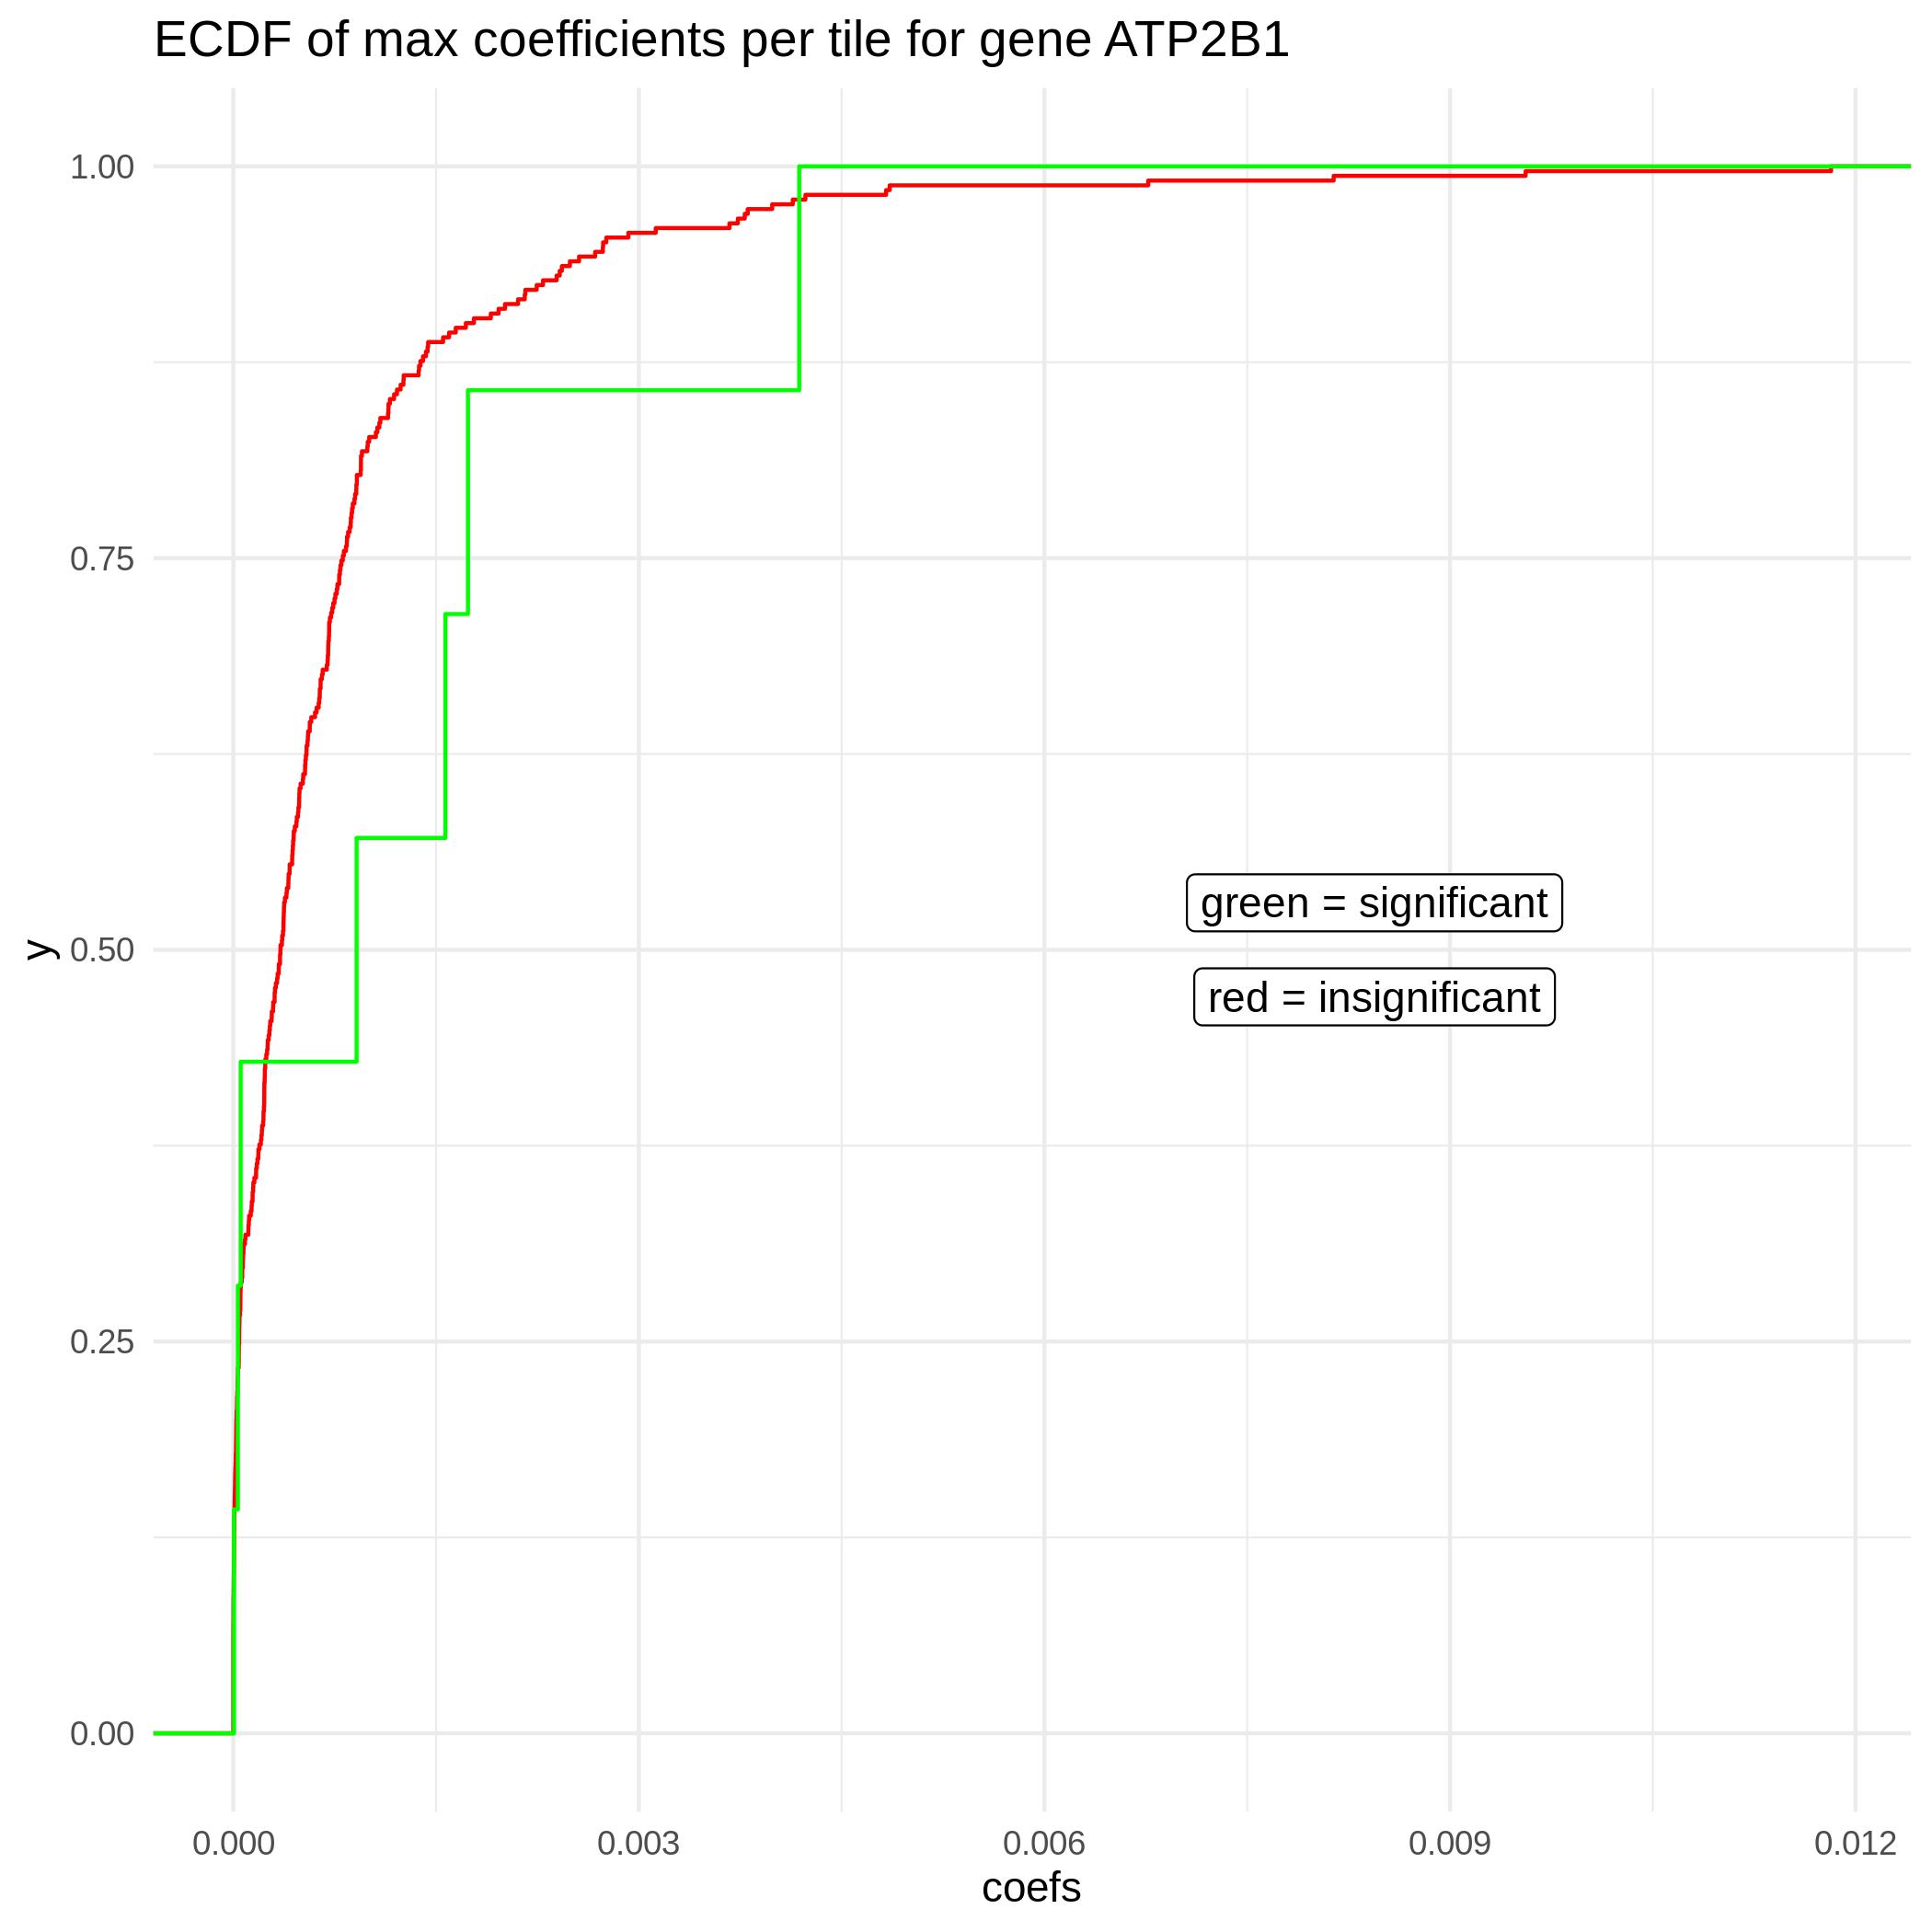 ECDF of max coefficients per tile for gene ATP2B1
1.00
0.75
0.50
0.25
0.00
y
green = significant
red = insignificant
0.000
0.003
0.006
0.009
0.012
coefs